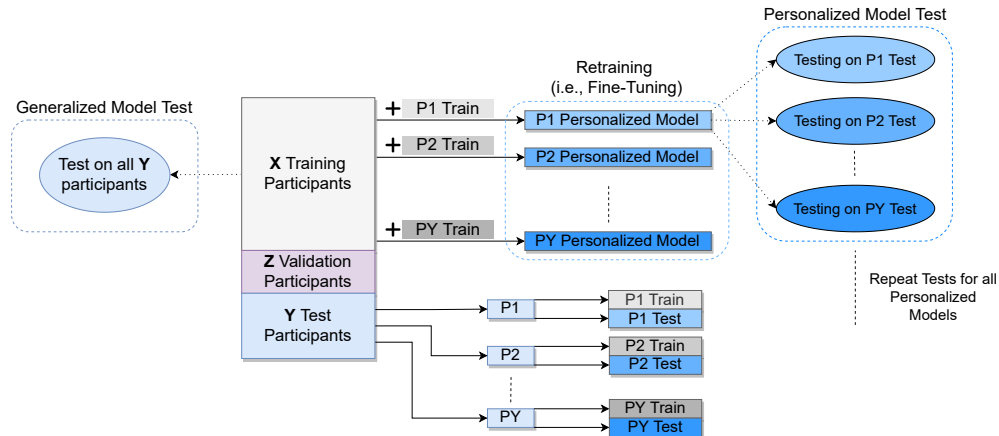 Personalized Model Test
Testing on P1 Test
Testing on P2 Test
Testing on PY Test
Repeat Tests for all
Personalized
Models
Retraining
(i.e., Fine-Tuning)
P1 Personalized Model
P2 Personalized Model
PY Personalized Model
+ P1 Train
+ P2 Train
+ PY Train
Generalized Model Test
Test on all Y
participants
X Training
Participants
Z Validation
Participants
Y Test
Participants
P1
P1 Train
P1 Test
P2
P2 Train
P2 Test
PY
PY Train
PY Test